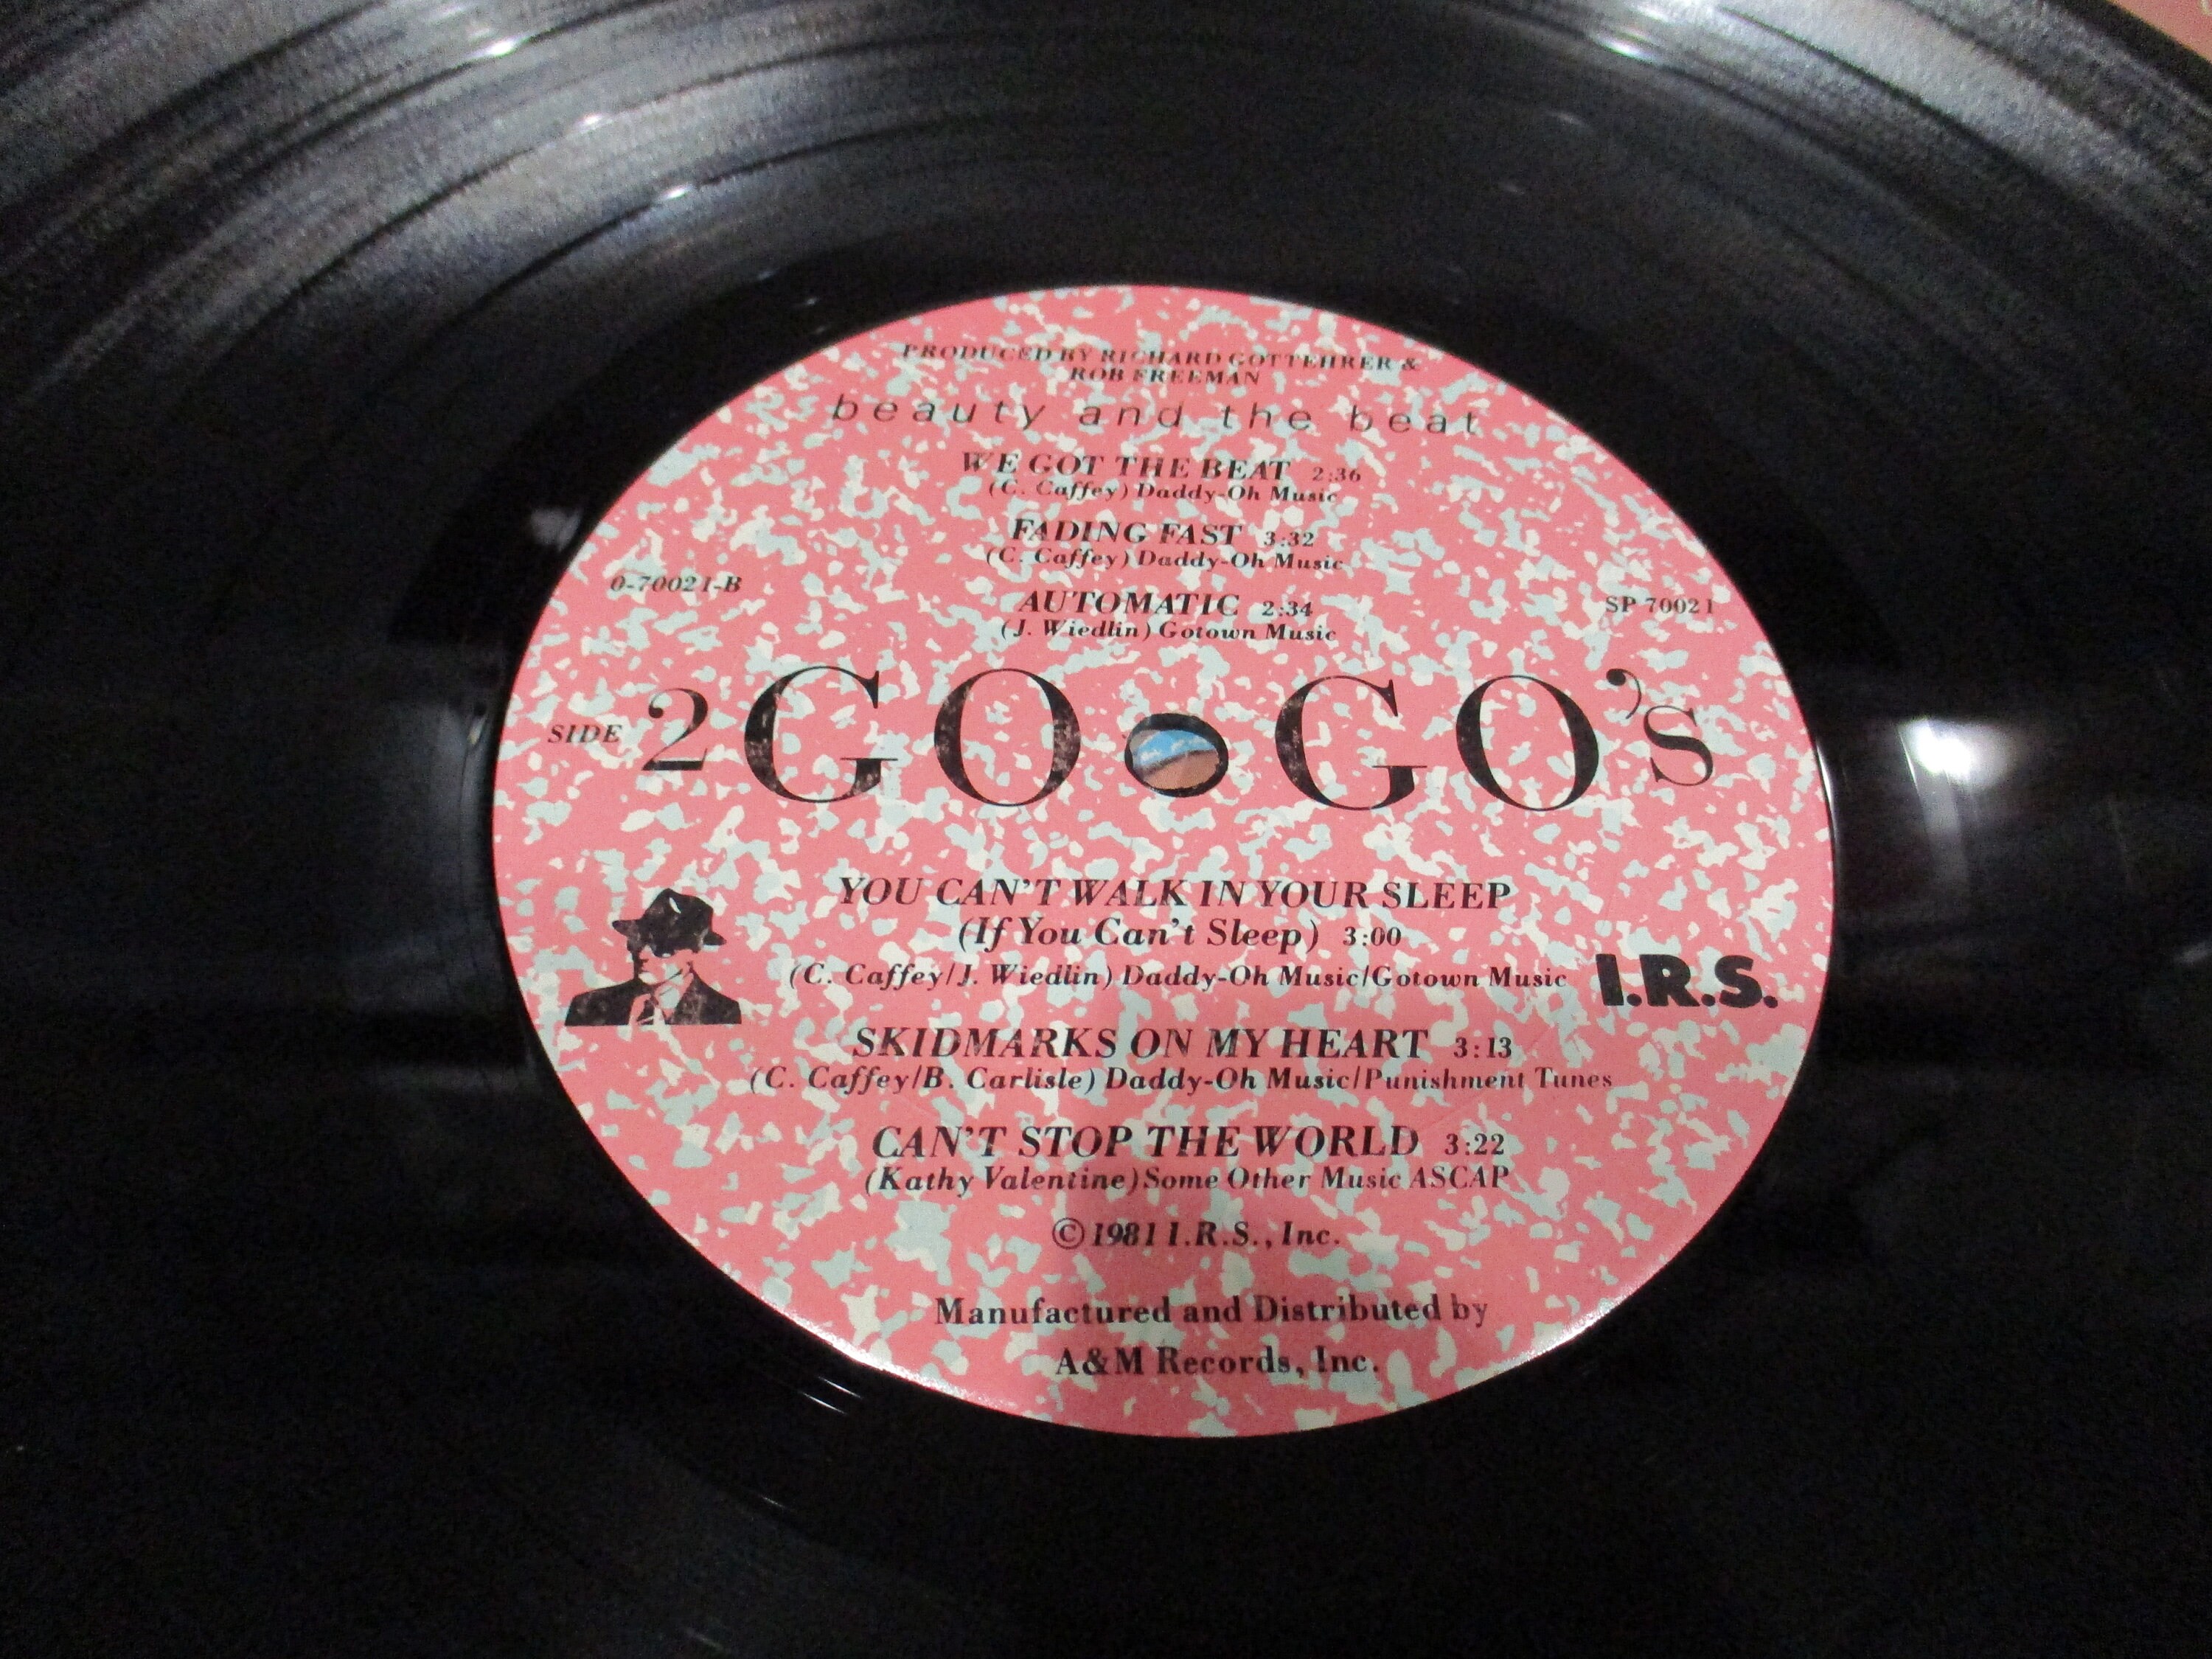 PRODUCED BY RICHARD GOTTEHRER &
ROB FREEMAN
beauty and the beat
WE GOT THE BEAT 2:36
(C. Caffey) Daddy-Oh Music
FADING FAST 3:32
(C. Caffey) Daddy-Oh Music
0-70021-B
SP 70021
AUTOMATIC 2:34
(J. Wiedlin) Gotown Music
SIDE 2 GO GO's
YOU CAN'T WALK IN YOUR SLEEP
(If You Can't Sleep) 3:00
(C. Caffey/J. Wiedlin) Daddy-Oh Music/Gotown Music
I.R.S.
SKIDMARKS ON MY HEART 3:13
(C. Caffey/B. Carlisle) Daddy-Oh Music/Punishment Tunes
CAN'T STOP THE WORLD 3:22
(Kathy Valentine) Some Other Music ASCAP
©1981 I.R.S., Inc.
Manufactured and Distributed by
A&M Records, Inc.